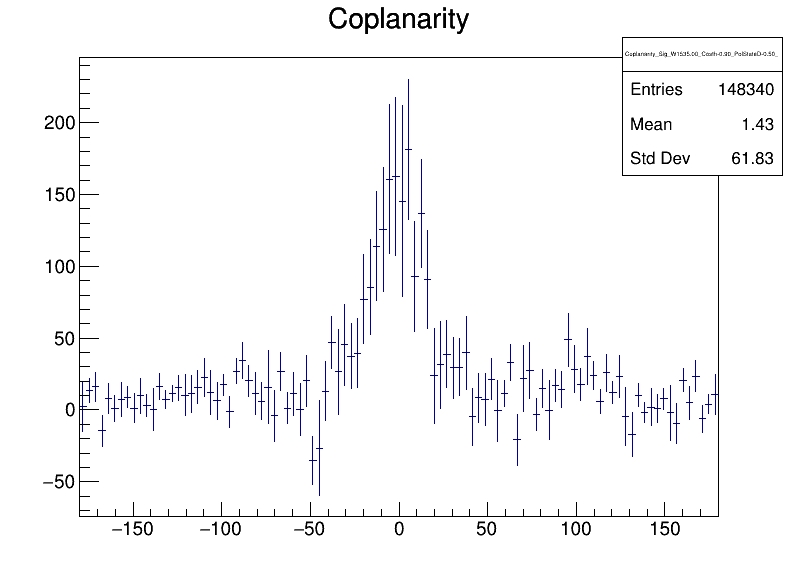 Coplanarity
Coplanarity_Sig_W1535.00_Costh-0.90_PolStateD-0.50_
Entries 148340
Mean 1.43
Std Dev 61.83
200
150
100
50
0
−50
−150 −100 −50 0 50 100 150